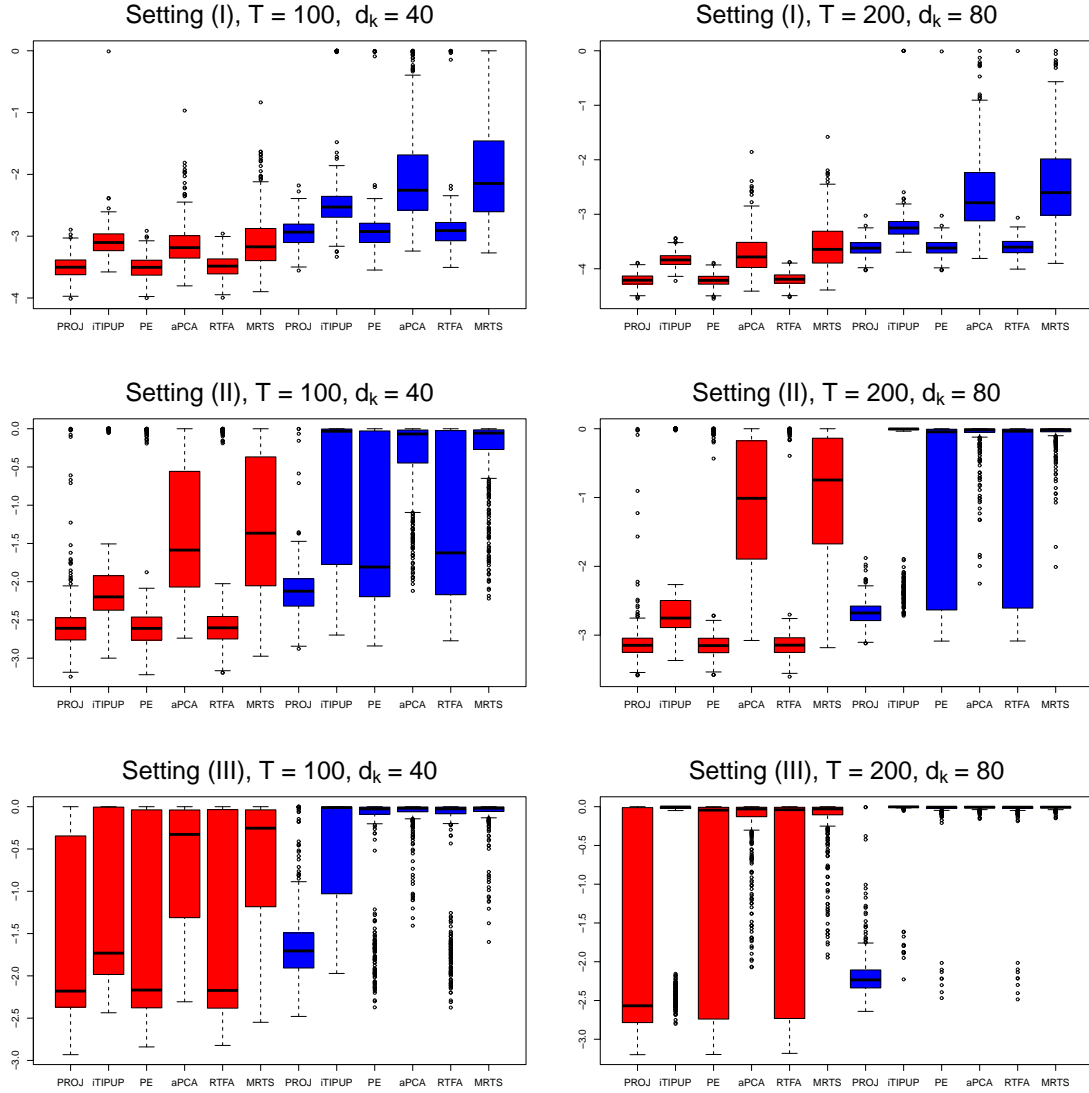 Setting (I), T = 100, d_k = 40
0
−1
−2
−3
−4
PROJ iTIPUP PE aPCA RTFA MRTS PROJ iTIPUP PE aPCA RTFA MRTS
Setting (I), T = 200, d_k = 80
0
−1
−2
−3
−4
PROJ iTIPUP PE aPCA RTFA MRTS PROJ iTIPUP PE aPCA RTFA MRTS
Setting (II), T = 100, d_k = 40
0.0
−0.5
−1.0
−1.5
−2.0
−2.5
−3.0
PROJ iTIPUP PE aPCA RTFA MRTS PROJ iTIPUP PE aPCA RTFA MRTS
Setting (II), T = 200, d_k = 80
0
−1
−2
−3
PROJ iTIPUP PE aPCA RTFA MRTS PROJ iTIPUP PE aPCA RTFA MRTS
Setting (III), T = 100, d_k = 40
0.0
−0.5
−1.0
−1.5
−2.0
−2.5
−3.0
PROJ iTIPUP PE aPCA RTFA MRTS PROJ iTIPUP PE aPCA RTFA MRTS
Setting (III), T = 200, d_k = 80
0.0
−0.5
−1.0
−1.5
−2.0
−2.5
−3.0
PROJ iTIPUP PE aPCA RTFA MRTS PROJ iTIPUP PE aPCA RTFA MRTS